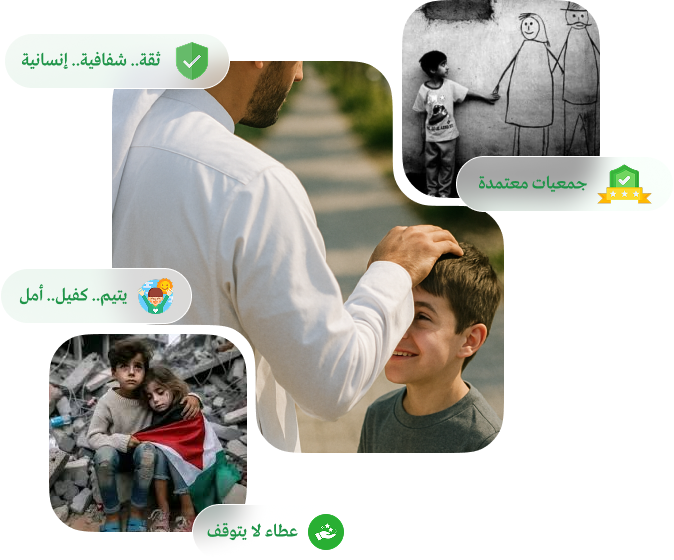 ثقة.. شفافية.. إنسانية
جمعيات معتمدة
يتيم.. كفيل.. أمل
عطاء لا يتوقف